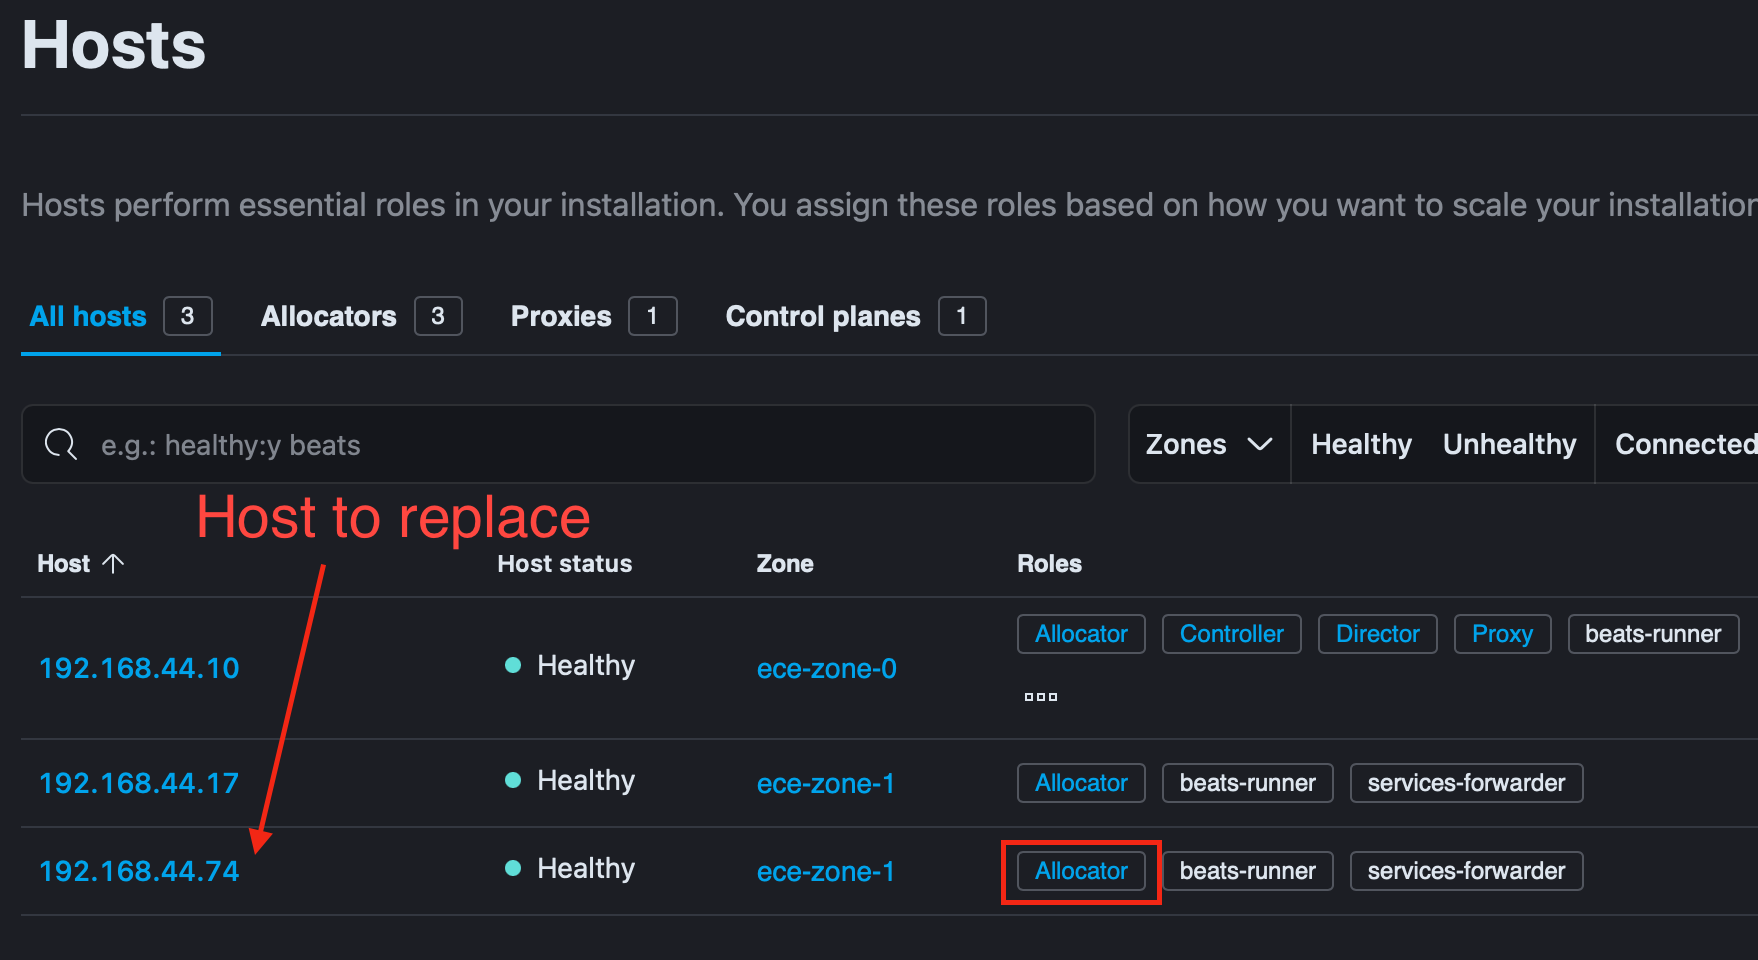 Hosts
Hosts perform essential roles in your installation. You assign these roles based on how you want to scale your installation
All hosts 3 Allocators 3 Proxies 1 Control planes 1
e.g.: healthy:y beats Zones Healthy Unhealthy Connected
Host to replace
Host Host status Zone Roles
192.168.44.10 Healthy ece-zone-0 Allocator Controller Director Proxy beats-runner
192.168.44.17 Healthy ece-zone-1 Allocator beats-runner services-forwarder
192.168.44.74 Healthy ece-zone-1 Allocator beats-runner services-forwarder